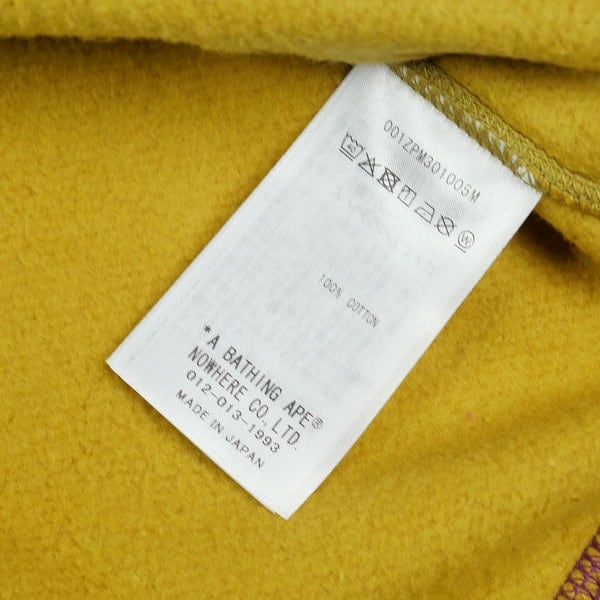 001ZPM301005M
100% COTTON
*A BATHING APE®
NOWHERE CO., LTD.
012-013-1993
MADE IN JAPAN